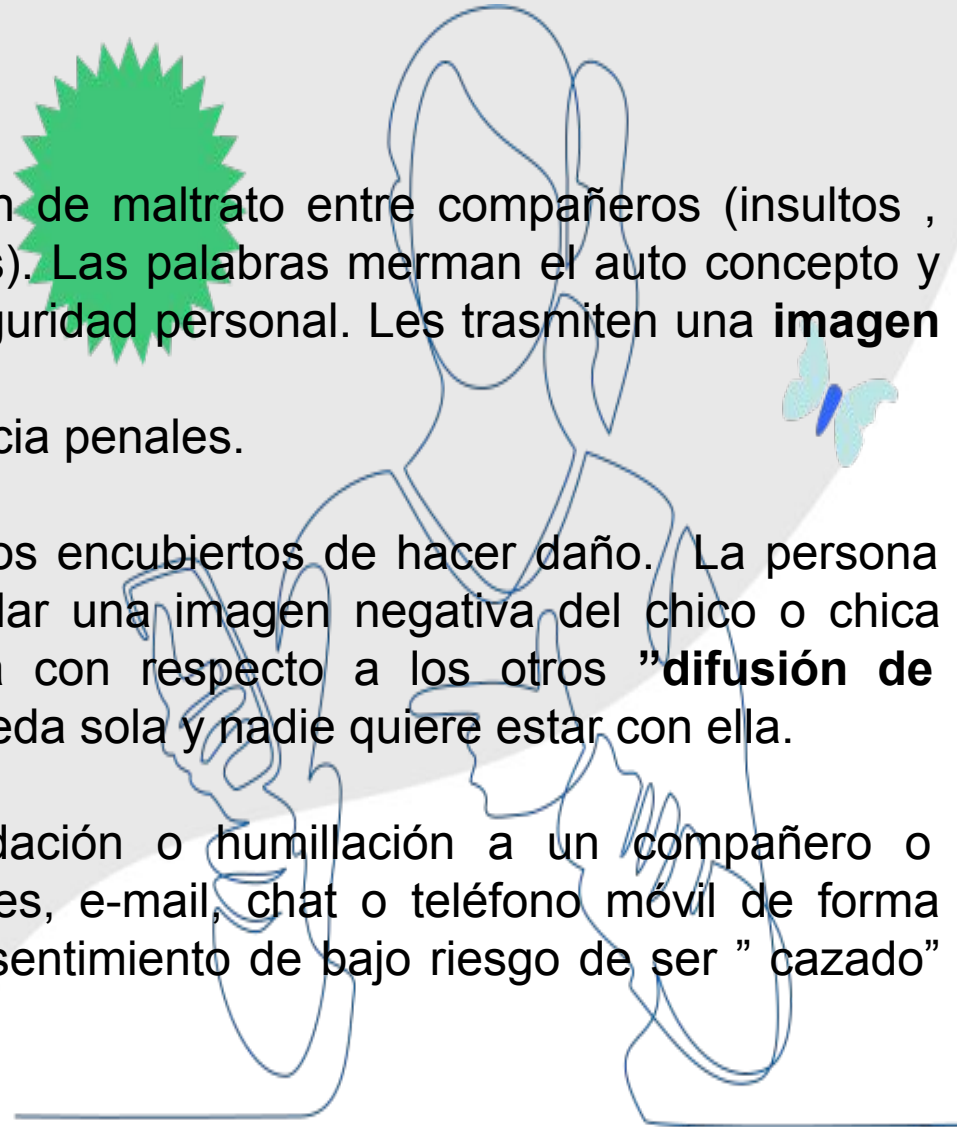 n de maltrato entre compañeros (insultos ,
s). Las palabras merman el auto concepto y
guridad personal. Les trasmiten una imagen
cia penales.
os encubiertos de hacer daño. La persona
dar una imagen negativa del chico o chica
a con respecto a los otros ”difusión de
eda sola y nadie quiere estar con ella.
dación o humillación a un compañero o
es, e-mail, chat o teléfono móvil de forma
sentimiento de bajo riesgo de ser ” cazado”